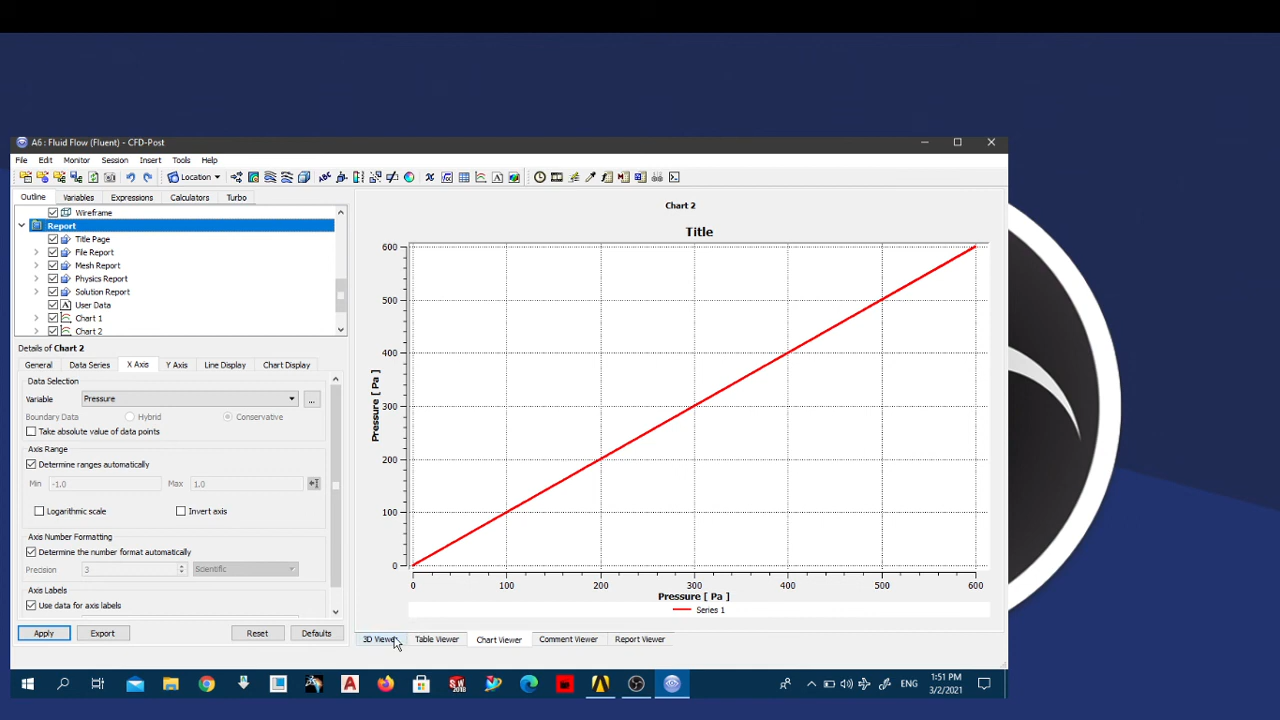 A6 : Fluid Flow (Fluent) - CFD-Post
File Edit Monitor Session Insert Tools Help
Location
Outline Variables Expressions Calculators Turbo
Wireframe
Report
Title Page
File Report
Mesh Report
Physics Report
Solution Report
User Data
Chart 1
Chart 2
Details of Chart 2
General Data Series X Axis Y Axis Line Display Chart Display
Data Selection
Variable Pressure ...
Boundary Data Hybrid Conservative
Take absolute value of data points
Axis Range
Determine ranges automatically
Min -1.0 Max 1.0
Logarithmic scale Invert axis
Axis Number Formatting
Determine the number format automatically
Precision 3 Scientific
Axis Labels
Use data for axis labels
Apply Export Reset Defaults
Chart 2
Title
600
500
400
300
200
100
0
Pressure [ Pa ]
0 100 200 300 400 500 600
Pressure [ Pa ]
Series 1
3D Viewer Table Viewer Chart Viewer Comment Viewer Report Viewer
SW
2018
ENG
1:51 PM
3/2/2021